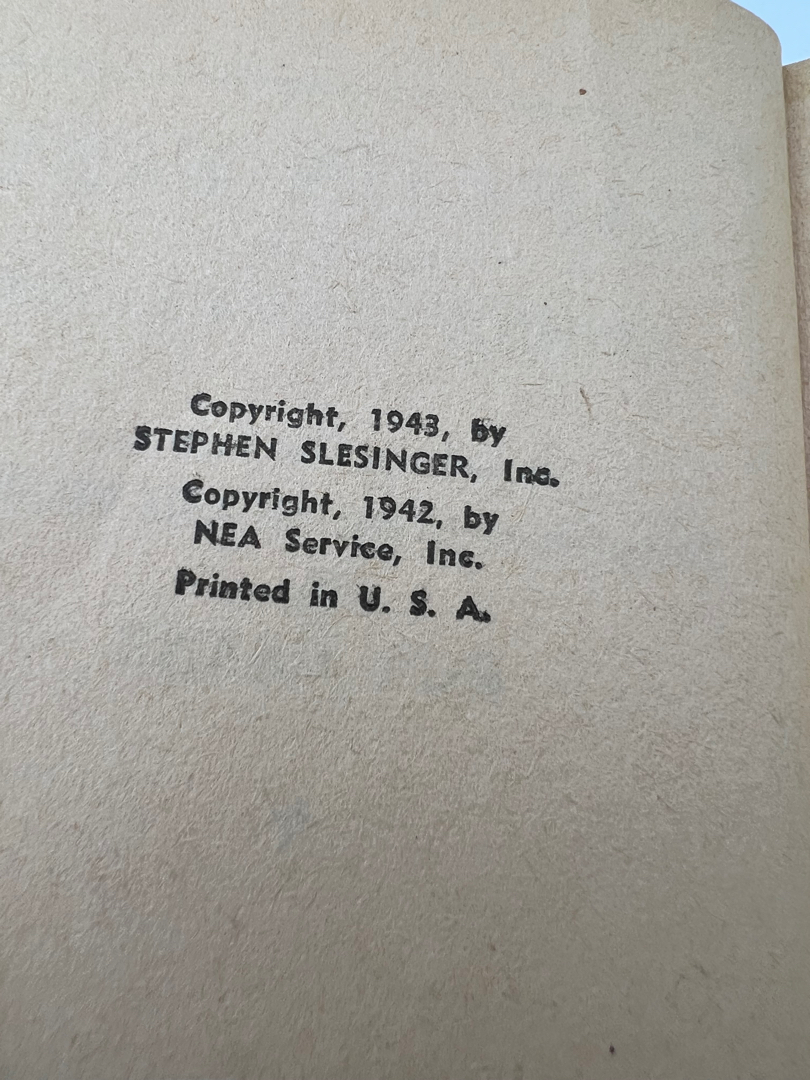 Copyright, 1943, by
STEPHEN SLESINGER, Inc.
Copyright, 1942, by
NEA Service, Inc.
Printed in U. S. A.